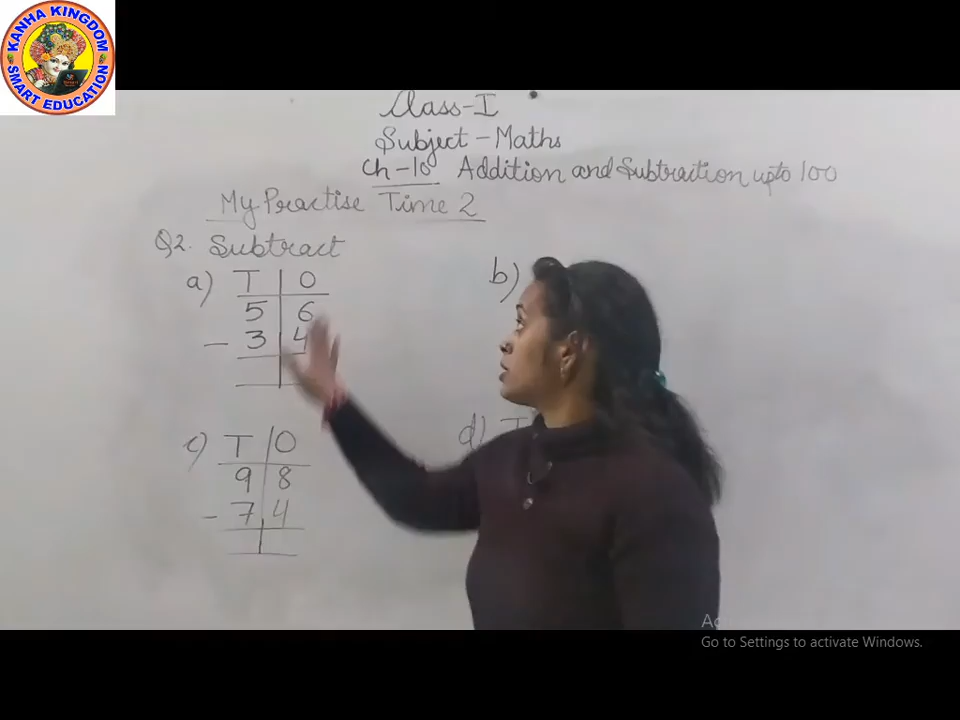 KANHA KINGDOM
SMART EDUCATION
Class-I
Subject - Maths
Ch-10 Addition and Subtraction upto 100
My Practise Time 2
Q2. Subtract
a) T O
5 6
- 3 4
b)
c) T O
9 8
- 7 4
d) T
Go to Settings to activate Windows.